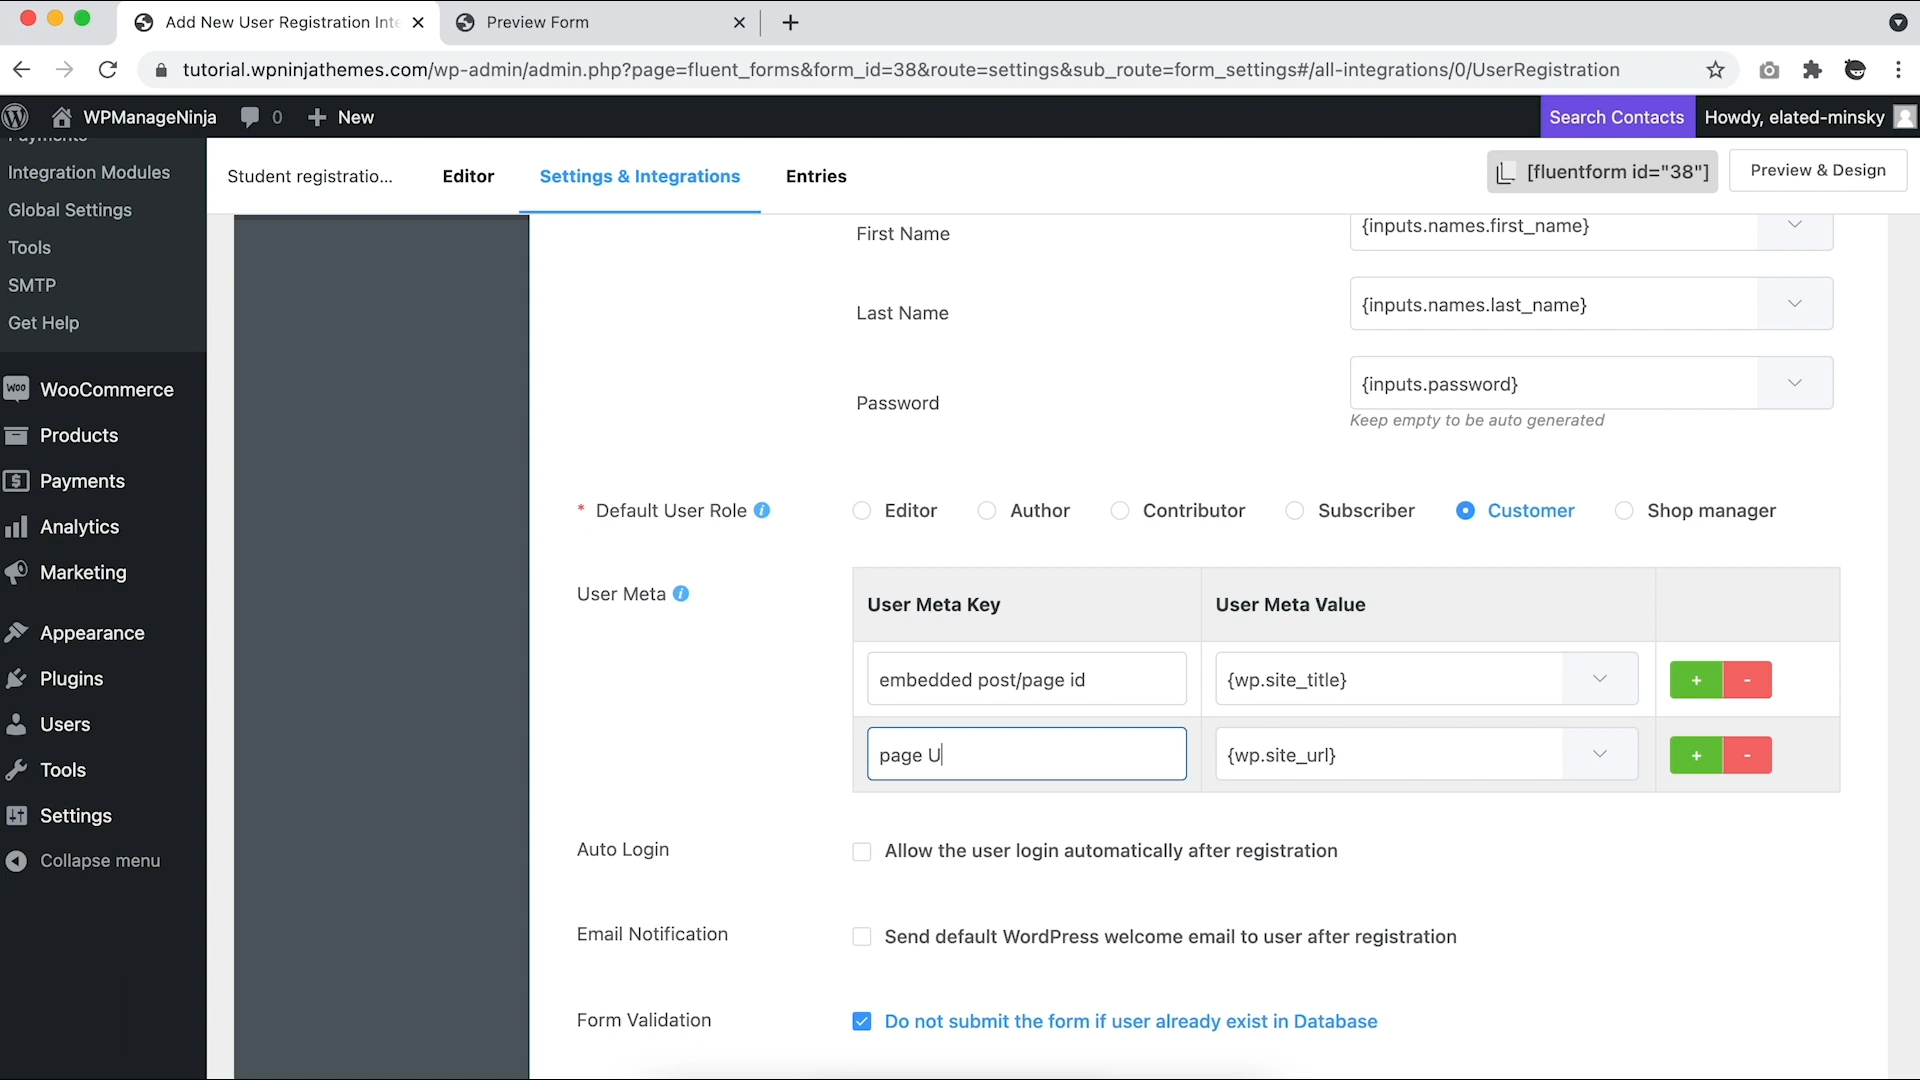 Add New User Registration Inte
Preview Form
tutorial.wpninjathemes.com/wp-admin/admin.php?page=fluent_forms&form_id=38&route=settings&sub_route=form_settings#/all-integrations/0/UserRegistration
WPManageNinja
0
New
Search Contacts
Howdy, elated-minsky
Payments
Integration Modules
Global Settings
Tools
SMTP
Get Help
WooCommerce
Products
Payments
Analytics
Marketing
Appearance
Plugins
Users
Tools
Settings
Collapse menu
Student registratio...
Editor
Settings & Integrations
Entries
[fluentform id="38"]
Preview & Design
First Name
{inputs.names.first_name}
Last Name
{inputs.names.last_name}
Password
{inputs.password}
Keep empty to be auto generated
* Default User Role
Editor
Author
Contributor
Subscriber
Customer
Shop manager
User Meta
User Meta Key
User Meta Value
embedded post/page id
{wp.site_title}
+ -
page U
{wp.site_url}
+ -
Auto Login
Allow the user login automatically after registration
Email Notification
Send default WordPress welcome email to user after registration
Form Validation
Do not submit the form if user already exist in Database